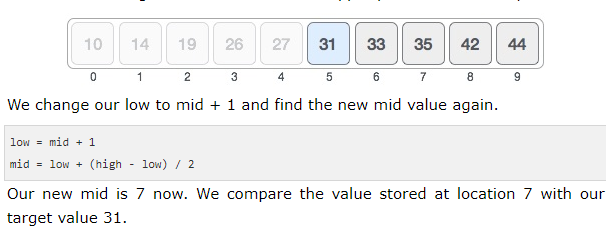 10 14 19 26 27 31 33 35 42 44
0 1 2 3 4 5 6 7 8 9
We change our low to mid + 1 and find the new mid value again.
low = mid + 1
mid = low + (high - low) / 2
Our new mid is 7 now. We compare the value stored at location 7 with our
target value 31.